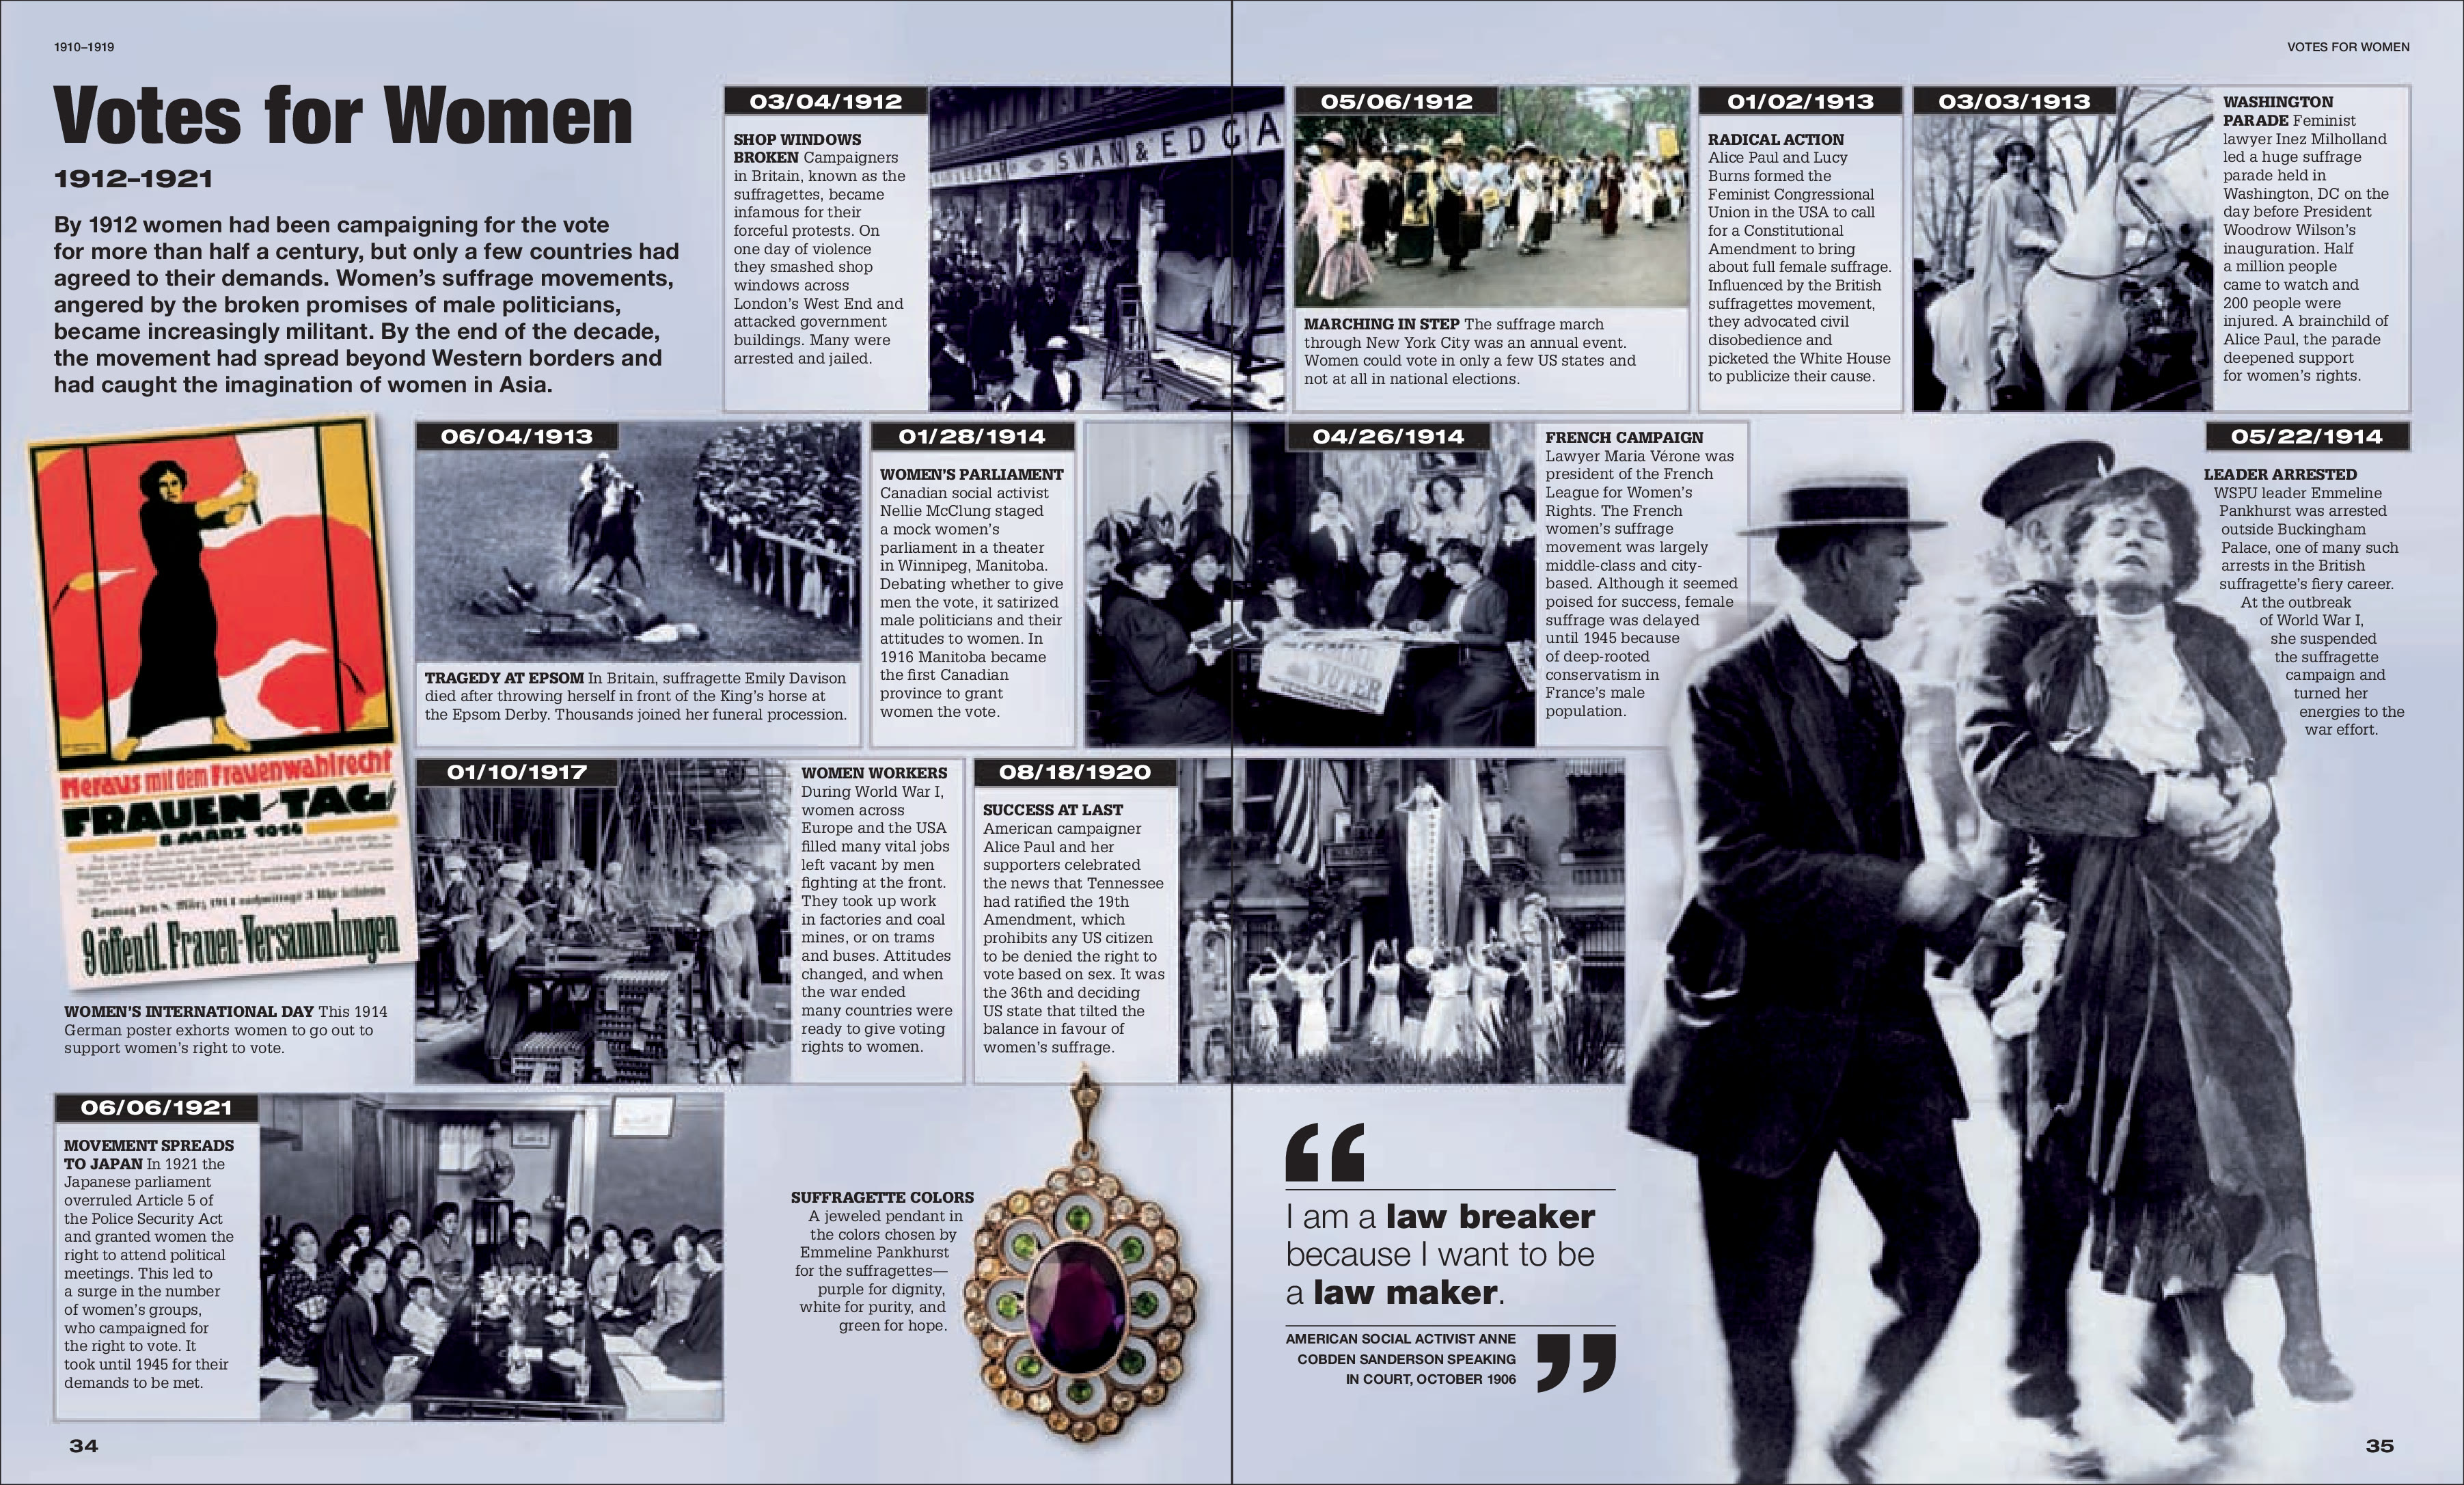 1910–1919
VOTES FOR WOMEN
Votes for Women
1912–1921
By 1912 women had been campaigning for the vote
for more than half a century, but only a few countries had
agreed to their demands. Women’s suffrage movements,
angered by the broken promises of male politicians,
became increasingly militant. By the end of the decade,
the movement had spread beyond Western borders and
had caught the imagination of women in Asia.
03/04/1912
SHOP WINDOWS
BROKEN Campaigners
in Britain, known as the
suffragettes, became
infamous for their
forceful protests. On
one day of violence
they smashed shop
windows across
London’s West End and
attacked government
buildings. Many were
arrested and jailed.
SWAN & EDGA
05/06/1912
MARCHING IN STEP The suffrage march
through New York City was an annual event.
Women could vote in only a few US states and
not at all in national elections.
01/02/1913
RADICAL ACTION
Alice Paul and Lucy
Burns formed the
Feminist Congressional
Union in the USA to call
for a Constitutional
Amendment to bring
about full female suffrage.
Influenced by the British
suffragettes movement,
they advocated civil
disobedience and
picketed the White House
to publicize their cause.
03/03/1913
WASHINGTON
PARADE Feminist
lawyer Inez Milholland
led a huge suffrage
parade held in
Washington, DC on the
day before President
Woodrow Wilson’s
inauguration. Half
a million people
came to watch and
200 people were
injured. A brainchild of
Alice Paul, the parade
deepened support
for women’s rights.
Heraus mit dem Frauenwahlrecht
FRAUEN-TAG!
8 MÄRZ 1914
Sonntag den 8. März 1914 nachmittags 3 Uhr
9 öffentl. Frauen-Versammlungen
WOMEN’S INTERNATIONAL DAY This 1914
German poster exhorts women to go out to
support women’s right to vote.
06/04/1913
TRAGEDY AT EPSOM In Britain, suffragette Emily Davison
died after throwing herself in front of the King’s horse at
the Epsom Derby. Thousands joined her funeral procession.
01/28/1914
WOMEN’S PARLIAMENT
Canadian social activist
Nellie McClung staged
a mock women’s
parliament in a theater
in Winnipeg, Manitoba.
Debating whether to give
men the vote, it satirized
male politicians and their
attitudes to women. In
1916 Manitoba became
the first Canadian
province to grant
women the vote.
04/26/1914
VOTER
FRENCH CAMPAIGN
Lawyer Maria Vérone was
president of the French
League for Women’s
Rights. The French
women’s suffrage
movement was largely
middle-class and city-
based. Although it seemed
poised for success, female
suffrage was delayed
until 1945 because
of deep-rooted
conservatism in
France’s male
population.
05/22/1914
LEADER ARRESTED
WSPU leader Emmeline
Pankhurst was arrested
outside Buckingham
Palace, one of many such
arrests in the British
suffragette’s fiery career.
At the outbreak
of World War I,
she suspended
the suffragette
campaign and
turned her
energies to the
war effort.
01/10/1917
WOMEN WORKERS
During World War I,
women across
Europe and the USA
filled many vital jobs
left vacant by men
fighting at the front.
They took up work
in factories and coal
mines, or on trams
and buses. Attitudes
changed, and when
the war ended
many countries were
ready to give voting
rights to women.
08/18/1920
SUCCESS AT LAST
American campaigner
Alice Paul and her
supporters celebrated
the news that Tennessee
had ratified the 19th
Amendment, which
prohibits any US citizen
to be denied the right to
vote based on sex. It was
the 36th and deciding
US state that tilted the
balance in favour of
women’s suffrage.
06/06/1921
MOVEMENT SPREADS
TO JAPAN In 1921 the
Japanese parliament
overruled Article 5 of
the Police Security Act
and granted women the
right to attend political
meetings. This led to
a surge in the number
of women’s groups,
who campaigned for
the right to vote. It
took until 1945 for their
demands to be met.
SUFFRAGETTE COLORS
A jeweled pendant in
the colors chosen by
Emmeline Pankhurst
for the suffragettes—
purple for dignity,
white for purity, and
green for hope.
“
I am a law breaker
because I want to be
a law maker.
AMERICAN SOCIAL ACTIVIST ANNE
COBDEN SANDERSON SPEAKING
IN COURT, OCTOBER 1906
”
34
35